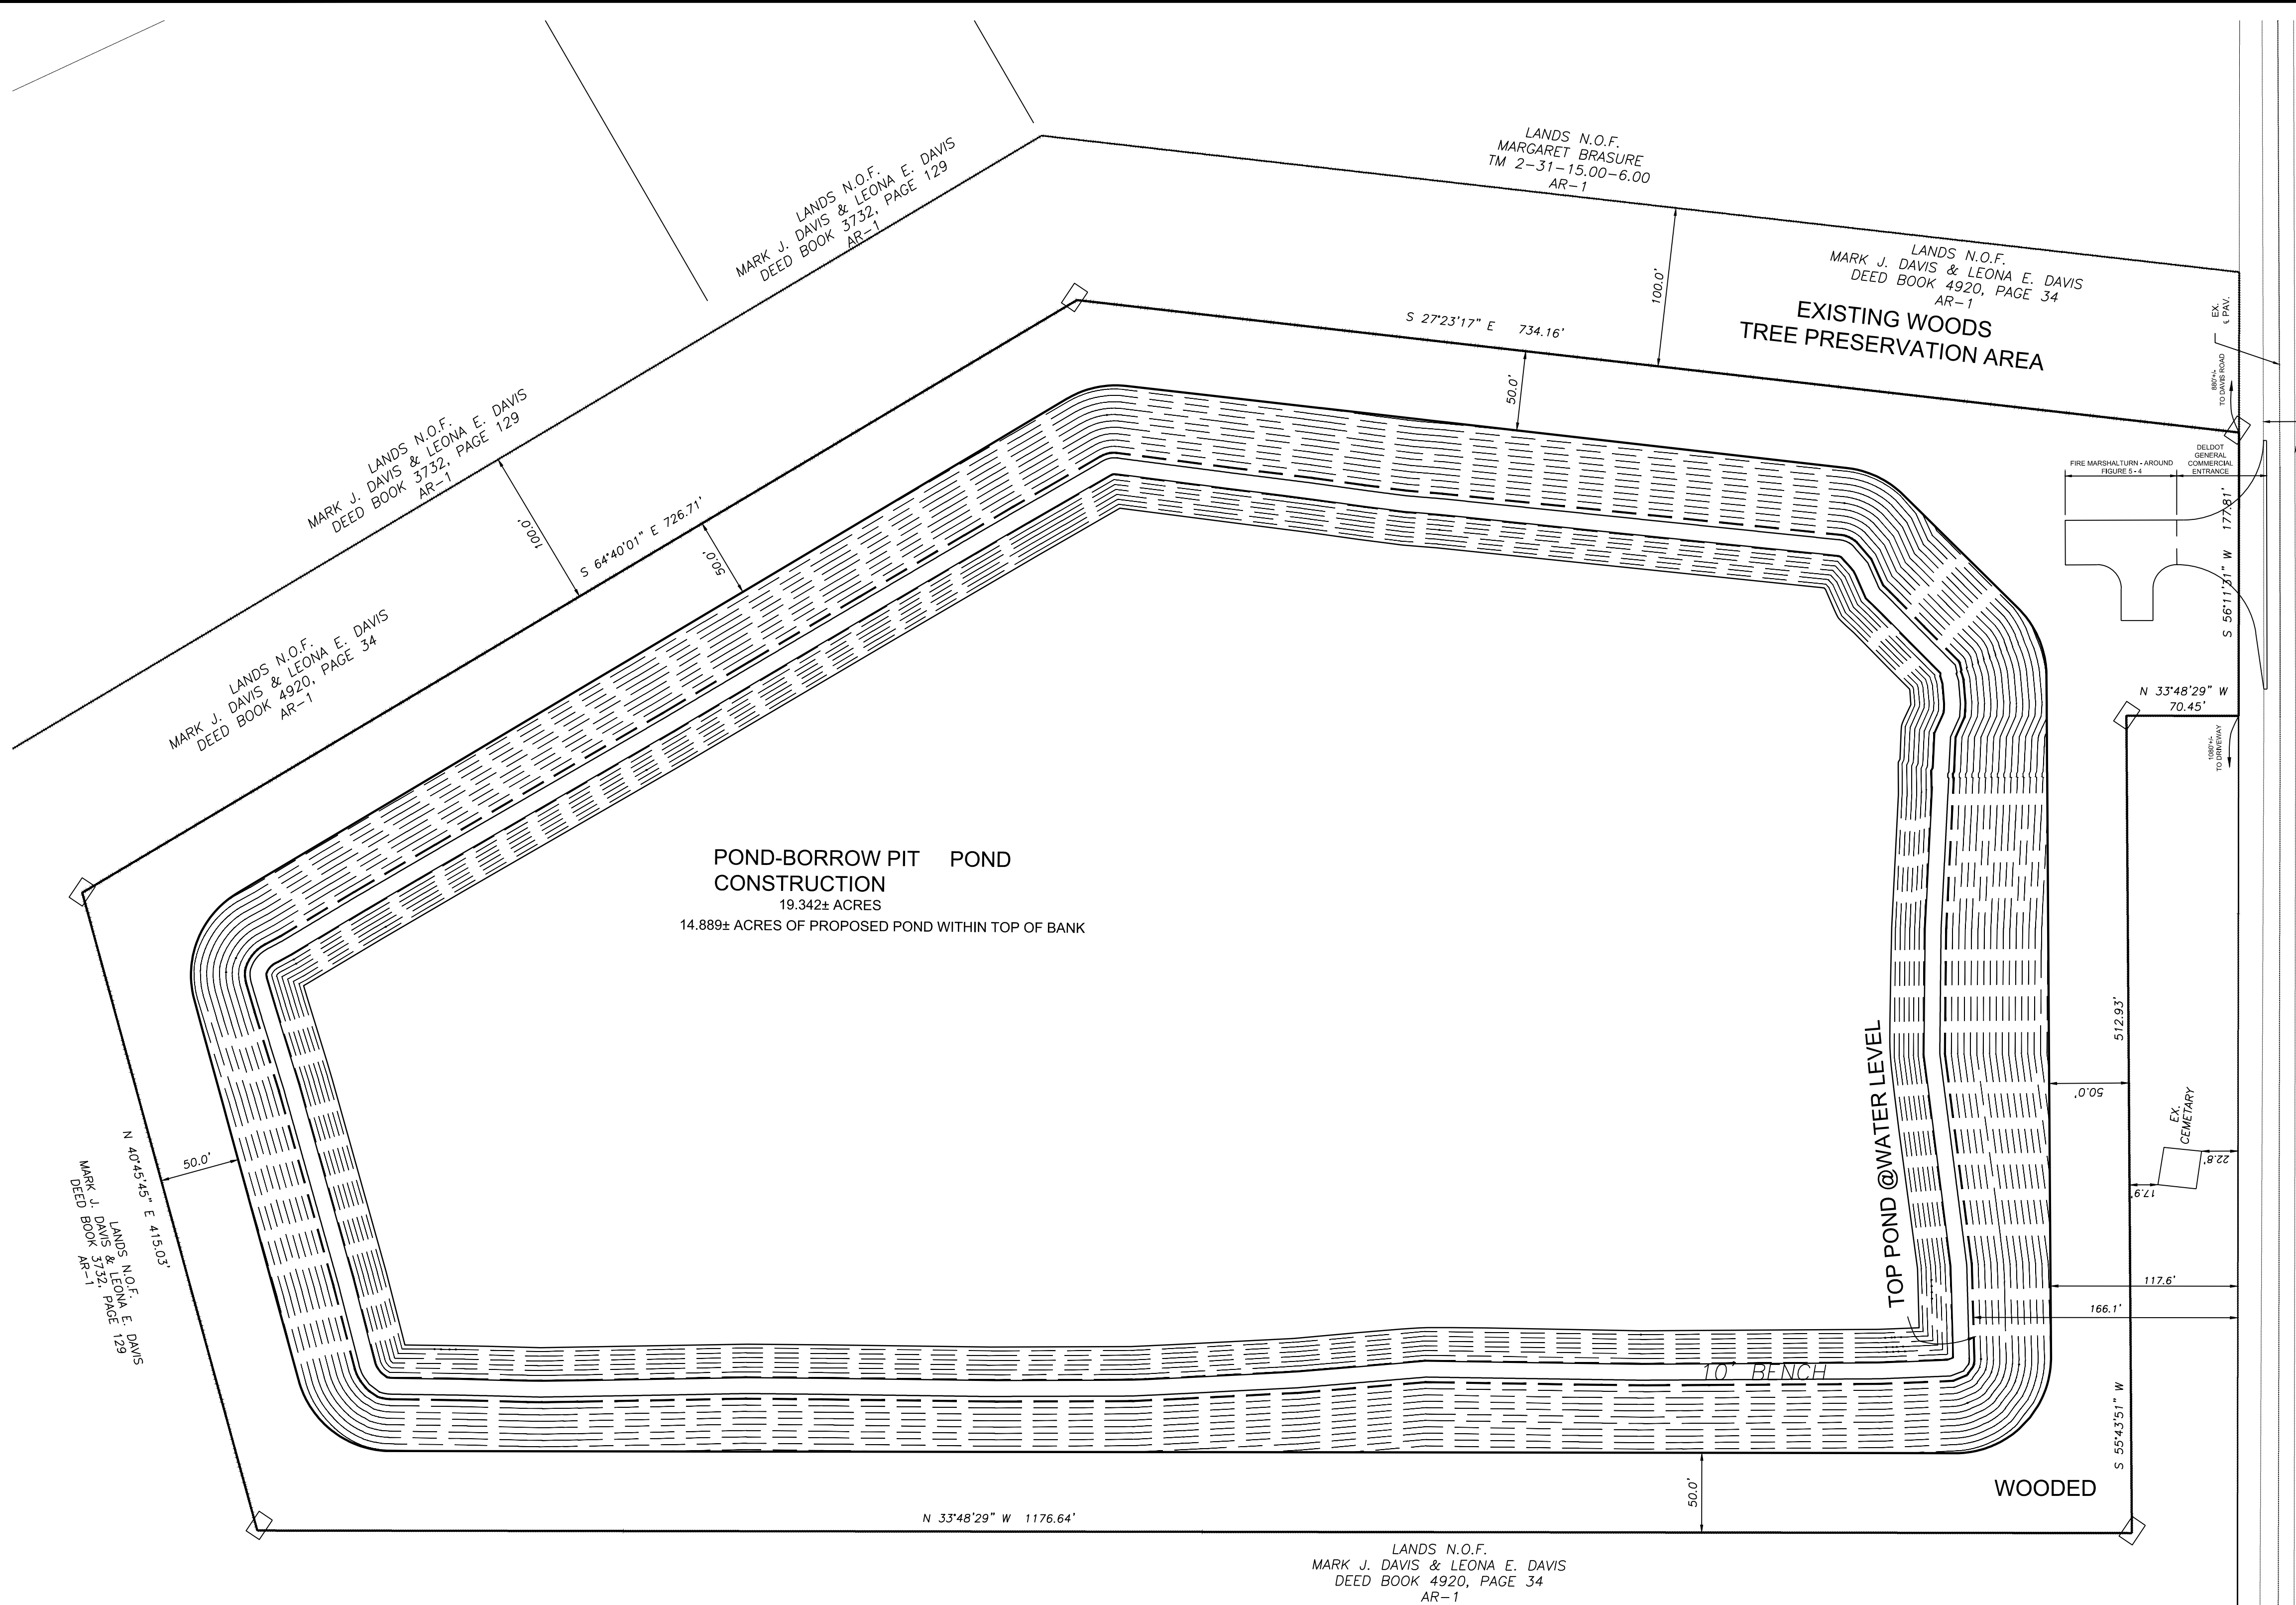 LANDS N.O.F.
MARGARET BRASURE
TM 2-31-15.00-6.00
AR-1
LANDS N.O.F.
MARK J. DAVIS & LEONA E. DAVIS
DEED BOOK 3732, PAGE 129
AR-1
LANDS N.O.F.
MARK J. DAVIS & LEONA E. DAVIS
DEED BOOK 4920, PAGE 34
AR-1
EXISTING WOODS
TREE PRESERVATION AREA
100.0'
S 27°23'17" E 734.16'
50.0'
EX.
℄ PAV.
880'+/-
TO DAVIS ROAD
LANDS N.O.F.
MARK J. DAVIS & LEONA E. DAVIS
DEED BOOK 3732, PAGE 129
AR-1
100.0'
S 64°40'01" E 726.71'
50.0'
FIRE MARSHALTURN - AROUND
FIGURE 5 - 4
DELDOT
GENERAL
COMMERCIAL
ENTRANCE
S 56°11'31" W 177.81'
LANDS N.O.F.
MARK J. DAVIS & LEONA E. DAVIS
DEED BOOK 4920, PAGE 34
AR-1
N 33°48'29" W
70.45'
1080'+/-
TO DRIVEWAY
POND-BORROW PIT POND
CONSTRUCTION
19.342± ACRES
14.889± ACRES OF PROPOSED POND WITHIN TOP OF BANK
512.93'
50.0'
EX.
CEMETARY
22.8'
17.9'
TOP POND @WATER LEVEL
N 40°45'45" E 415.03'
50.0'
LANDS N.O.F.
MARK J. DAVIS & LEONA E. DAVIS
DEED BOOK 3732, PAGE 129
AR-1
117.6'
166.1'
10' BENCH
S 55°43'51" W
50.0'
WOODED
N 33°48'29" W 1176.64'
LANDS N.O.F.
MARK J. DAVIS & LEONA E. DAVIS
DEED BOOK 4920, PAGE 34
AR-1